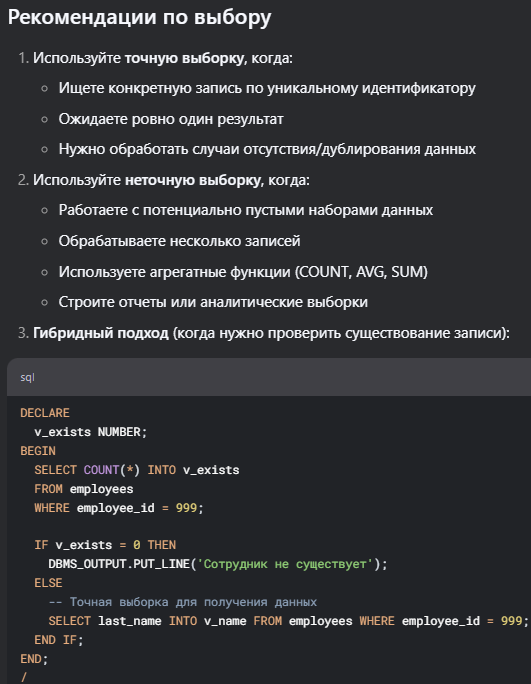 Рекомендации по выбору
1. Используйте точную выборку, когда:
◦ Ищете конкретную запись по уникальному идентификатору
◦ Ожидаете ровно один результат
◦ Нужно обработать случаи отсутствия/дублирования данных
2. Используйте неточную выборку, когда:
◦ Работаете с потенциально пустыми наборами данных
◦ Обрабатываете несколько записей
◦ Используете агрегатные функции (COUNT, AVG, SUM)
◦ Строите отчеты или аналитические выборки
3. Гибридный подход (когда нужно проверить существование записи):
sql
DECLARE
  v_exists NUMBER;
BEGIN
  SELECT COUNT(*) INTO v_exists
  FROM employees
  WHERE employee_id = 999;

  IF v_exists = 0 THEN
    DBMS_OUTPUT.PUT_LINE('Сотрудник не существует');
  ELSE
    -- Точная выборка для получения данных
    SELECT last_name INTO v_name FROM employees WHERE employee_id = 999;
  END IF;
END;
/